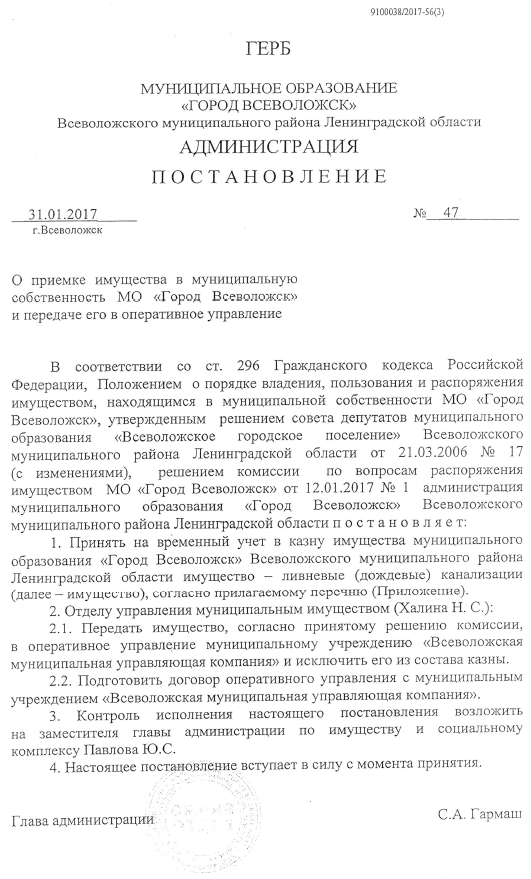 9100038/2017-56(3)
ГЕРБ
МУНИЦИПАЛЬНОЕ ОБРАЗОВАНИЕ
«ГОРОД ВСЕВОЛОЖСК»
Всеволожского муниципального района Ленинградской области
АДМИНИСТРАЦИЯ
П О С Т А Н О В Л Е Н И Е
31.01.2017 № 47
г.Всеволожск
О приемке имущества в муниципальную
собственность МО «Город Всеволожск»
и передаче его в оперативное управление
В соответствии со ст. 296 Гражданского кодекса Российской
Федерации, Положением о порядке владения, пользования и распоряжения
имуществом, находящимся в муниципальной собственности МО «Город
Всеволожск», утвержденным решением совета депутатов муниципального
образования «Всеволожское городское поселение» Всеволожского
муниципального района Ленинградской области от 21.03.2006 № 17
(с изменениями), решением комиссии по вопросам распоряжения
имуществом МО «Город Всеволожск» от 12.01.2017 № 1 администрация
муниципального образования «Город Всеволожск» Всеволожского
муниципального района Ленинградской области п о с т а н о в л я е т:
1. Принять на временный учет в казну имущества муниципального
образования «Город Всеволожск» Всеволожского муниципального района
Ленинградской области имущество – ливневые (дождевые) канализации
(далее – имущество), согласно прилагаемому перечню (Приложение).
2. Отделу управления муниципальным имуществом (Халина Н. С.):
2.1. Передать имущество, согласно принятому решению комиссии,
в оперативное управление муниципальному учреждению «Всеволожская
муниципальная управляющая компания» и исключить его из состава казны.
2.2. Подготовить договор оперативного управления с муниципальным
учреждением «Всеволожская муниципальная управляющая компания».
3. Контроль исполнения настоящего постановления возложить
на заместителя главы администрации по имуществу и социальному
комплексу Павлова Ю.С.
4. Настоящее постановление вступает в силу с момента принятия.
Глава администрации С.А. Гармаш